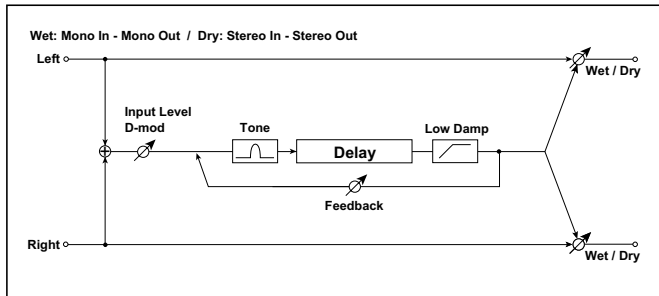 Wet: Mono In - Mono Out / Dry: Stereo In - Stereo Out
Left
Wet / Dry
Input Level
D-mod
Tone
Delay
Low Damp
Feedback
Right
Wet / Dry